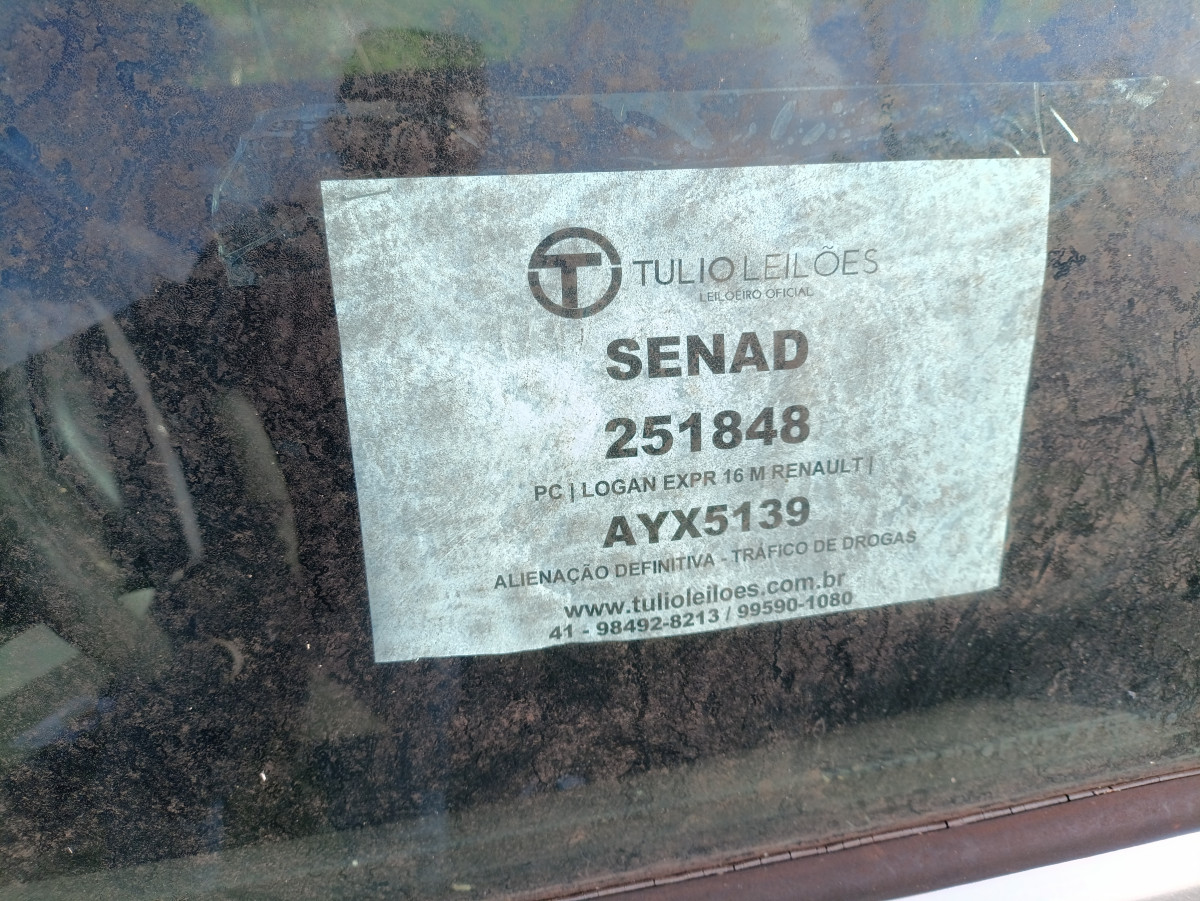 T TULIO LEILÕES
LEILOEIRO OFICIAL
SENAD
251848
PC | LOGAN EXPR 16 M RENAULT |
AYX5139
ALIENAÇÃO DEFINITIVA - TRÁFICO DE DROGAS
www.tulioleiloes.com.br
41 - 98492-8213 / 99590-1080